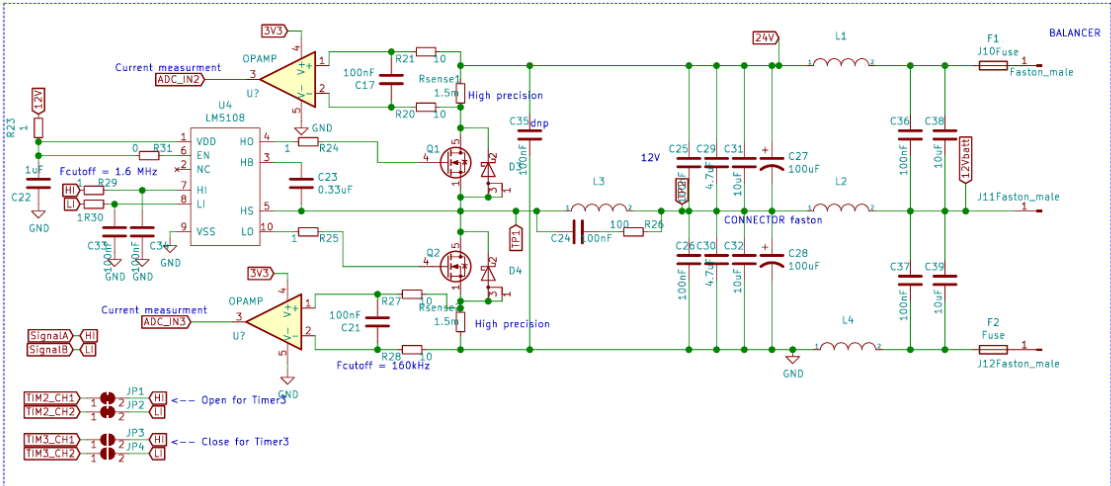 BALANCER
3V3
24V
L1
F1
J10Fuse
Faston_male
OPAMP
Current measurment
ADC_IN2
U?
V+
V-
100nF
C17
R21
10
R20
10
Rsense1
1.5m
High precision
GND
C35
dnp
100nF
12V
R23
1
U4
LM5108
VDD
EN
NC
HI
LI
VSS
HO
HB
HS
LO
R31
0
R24
1
Q1
D3
1uF
C22
GND
Fcutoff = 1.6 MHz
HI
LI
R29
1
1R30
C33
100nF
GND
100nF
GND
GND
C23
0.33uF
R25
1
Q2
D4
TP1
L3
C24
100nF
100
R26
12V
C25
100nF
C29
4.7uF
C31
10uF
C27
100uF
L2
CONNECTOR faston
C26
100nF
C30
4.7uF
C32
10uF
C28
100uF
C36
100nF
C38
10uF
12Vbatt
J11Faston_male
C37
100nF
C39
10uF
L4
F2
Fuse
J12Faston_male
GND
3V3
OPAMP
Current measurment
ADC_IN3
U?
V+
V-
100nF
C21
R27
10
R28
10
1.5m
High precision
Fcutoff = 160kHz
GND
SignalA HI
SignalB LI
TIM2_CH1 JP1 HI
TIM2_CH2 JP2 LI
<-- Open for Timer3
TIM3_CH1 JP3 HI
TIM3_CH2 JP4 LI
<-- Close for Timer3